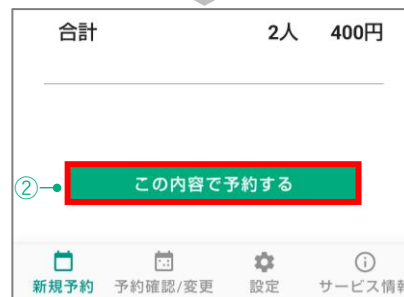 合計 2人 400円
② この内容で予約する
新規予約 予約確認/変更 設定 サービス情報